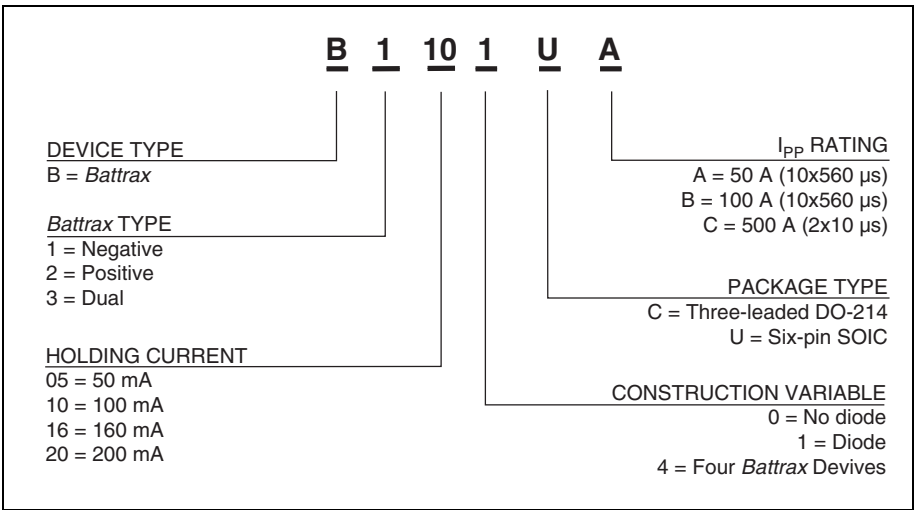 B 1 10 1 U A
DEVICE TYPE
B = Battrax
Battrax TYPE
1 = Negative
2 = Positive
3 = Dual
HOLDING CURRENT
05 = 50 mA
10 = 100 mA
16 = 160 mA
20 = 200 mA
IPP RATING
A = 50 A (10x560 µs)
B = 100 A (10x560 µs)
C = 500 A (2x10 µs)
PACKAGE TYPE
C = Three-leaded DO-214
U = Six-pin SOIC
CONSTRUCTION VARIABLE
0 = No diode
1 = Diode
4 = Four Battrax Devives